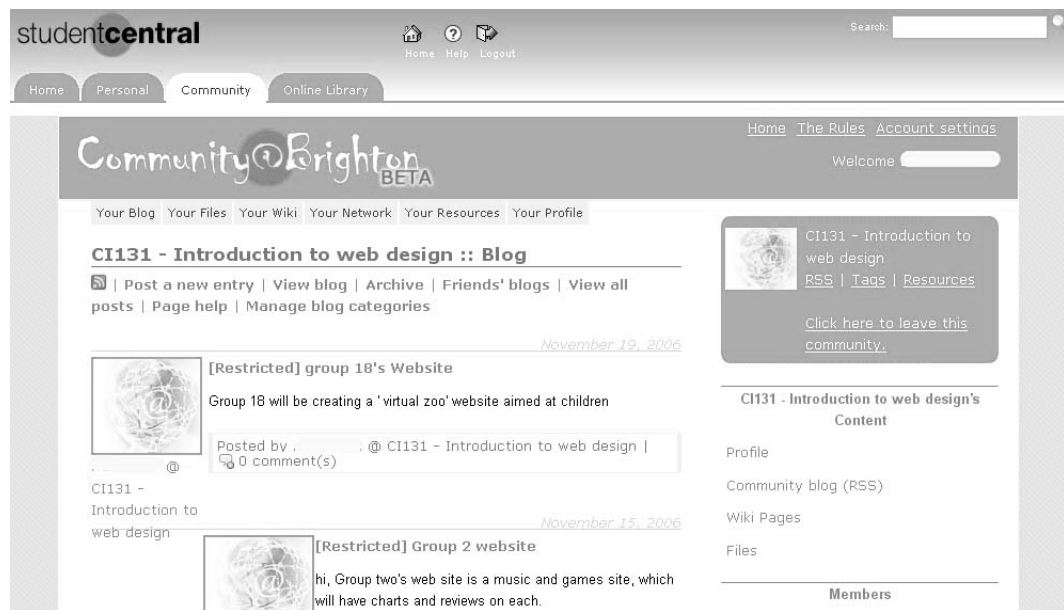 studentcentral
Home Help Logout
Search:
Home Personal Community Online Library
Home The Rules Account settings
Community@Brighton
BETA
Welcome
Your Blog Your Files Your Wiki Your Network Your Resources Your Profile
CI131 - Introduction to web design :: Blog
| Post a new entry | View blog | Archive | Friends' blogs | View all
posts | Page help | Manage blog categories
November 19, 2006
[Restricted] group 18's Website
Group 18 will be creating a 'virtual zoo' website aimed at children
Posted by . . @ CI131 - Introduction to web design |
0 comment(s)
. @
CI131 -
Introduction to
web design
November 15, 2006
[Restricted] Group 2 website
hi, Group two's web site is a music and games site, which
will have charts and reviews on each.
CI131 - Introduction to
web design
RSS | Tags | Resources
Click here to leave this
community.
CI131 - Introduction to web design's
Content
Profile
Community blog (RSS)
Wiki Pages
Files
Members